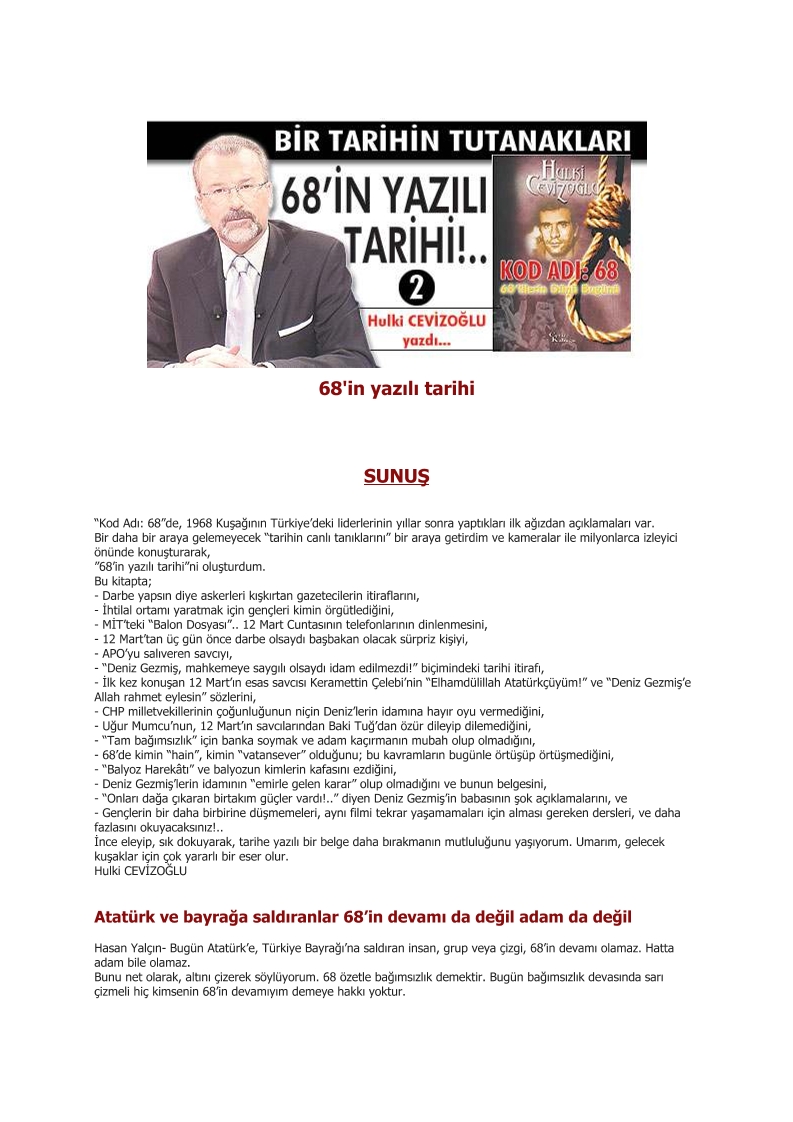 BİR TARİHİN TUTANAKLARI
68’İN YAZILI
TARİHİ!..
2
Hulki CEVİZOĞLU
yazdı...
HULKİ
CEVİZOĞLU
KOD ADI: 68
68'lilerin Dünü Bugünü
68'in yazılı tarihi
SUNUŞ
“Kod Adı: 68”de, 1968 Kuşağının Türkiye’deki liderlerinin yıllar sonra yaptıkları ilk ağızdan açıklamaları var.
Bir daha bir araya gelemeyecek “tarihin canlı tanıklarını” bir araya getirdim ve kameralar ile milyonlarca izleyici
önünde konuşturarak,
”68’in yazılı tarihi”ni oluşturdum.
Bu kitapta;
- Darbe yapsın diye askerleri kışkırtan gazetecilerin itiraflarını,
- İhtilal ortamı yaratmak için gençleri kimin örgütlediğini,
- MİT’teki “Balon Dosyası”.. 12 Mart Cuntasının telefonlarının dinlenmesini,
- 12 Mart’tan üç gün önce darbe olsaydı başbakan olacak sürpriz kişiyi,
- APO’yu salıveren savcıyı,
- “Deniz Gezmiş, mahkemeye saygılı olsaydı idam edilmezdi!” biçimindeki tarihi itirafı,
- İlk kez konuşan 12 Mart’ın esas savcısı Keramettin Çelebi’nin “Elhamdülillah Atatürkçüyüm!” ve “Deniz Gezmiş’e
Allah rahmet eylesin” sözlerini,
- CHP milletvekillerinin çoğunluğunun niçin Deniz’lerin idamına hayır oyu vermediğini,
- Uğur Mumcu’nun, 12 Mart’ın savcılarından Baki Tuğ’dan özür dileyip dilemediğini,
- “Tam bağımsızlık” için banka soymak ve adam kaçırmanın mubah olup olmadığını,
- 68’de kimin “hain”, kimin “vatansever” olduğunu; bu kavramların bugünle örtüşüp örtüşmediğini,
- “Balyoz Harekâtı” ve balyozun kimlerin kafasını ezdiğini,
- Deniz Gezmiş’lerin idamının “emirle gelen karar” olup olmadığını ve bunun belgesini,
- “Onları dağa çıkaran birtakım güçler vardı!..” diyen Deniz Gezmiş’in babasının şok açıklamalarını, ve
- Gençlerin bir daha birbirine düşmemeleri, aynı filmi tekrar yaşamamaları için alması gereken dersleri, ve daha
fazlasını okuyacaksınız!..
İnce eleyip, sık dokuyarak, tarihe yazılı bir belge daha bırakmanın mutluluğunu yaşıyorum. Umarım, gelecek
kuşaklar için çok yararlı bir eser olur.
Hulki CEVİZOĞLU
Atatürk ve bayrağa saldıranlar 68’in devamı da değil adam da değil
Hasan Yalçın- Bugün Atatürk’e, Türkiye Bayrağı’na saldıran insan, grup veya çizgi, 68’in devamı olamaz. Hatta
adam bile olamaz.
Bunu net olarak, altını çizerek söylüyorum. 68 özetle bağımsızlık demektir. Bugün bağımsızlık devasında sarı
çizmeli hiç kimsenin 68’in devamıyım demeye hakkı yoktur.